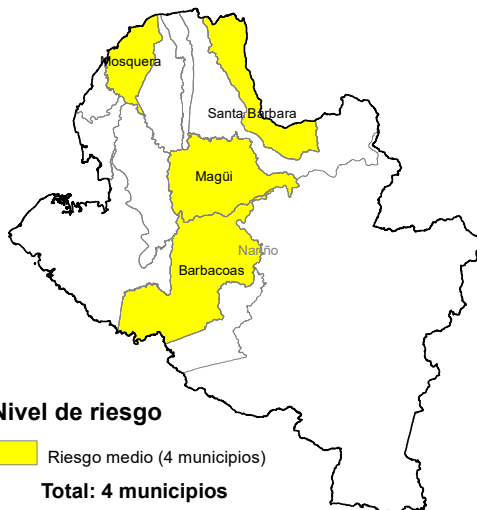 Mosquera
Santa Bárbara
Magüi
Nariño
Barbacoas
Nivel de riesgo
Riesgo medio (4 municipios)
Total: 4 municipios